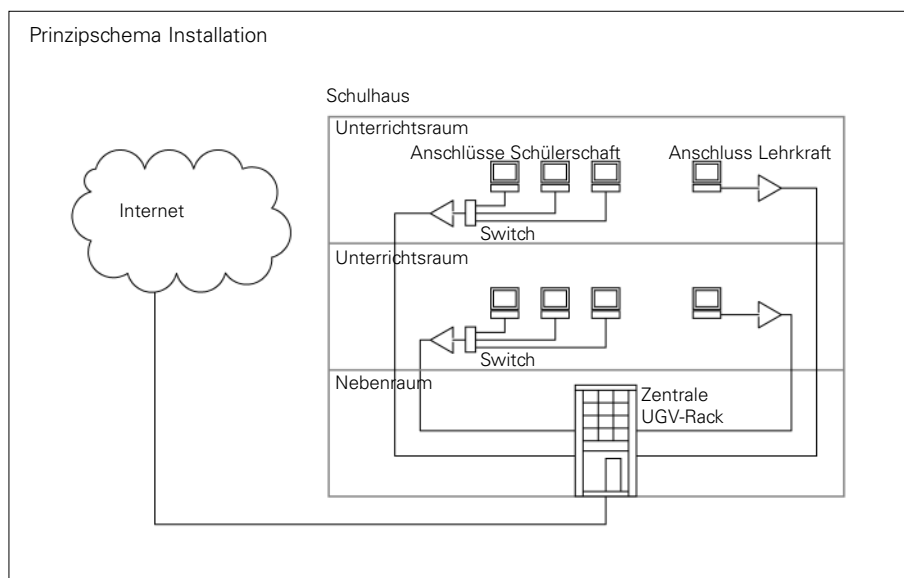 Prinzipschema Installation
Schulhaus
Unterrichtsraum
Anschlüsse Schülerschaft
Anschluss Lehrkraft
Internet
Switch
Unterrichtsraum
Switch
Nebenraum
Zentrale
UGV-Rack